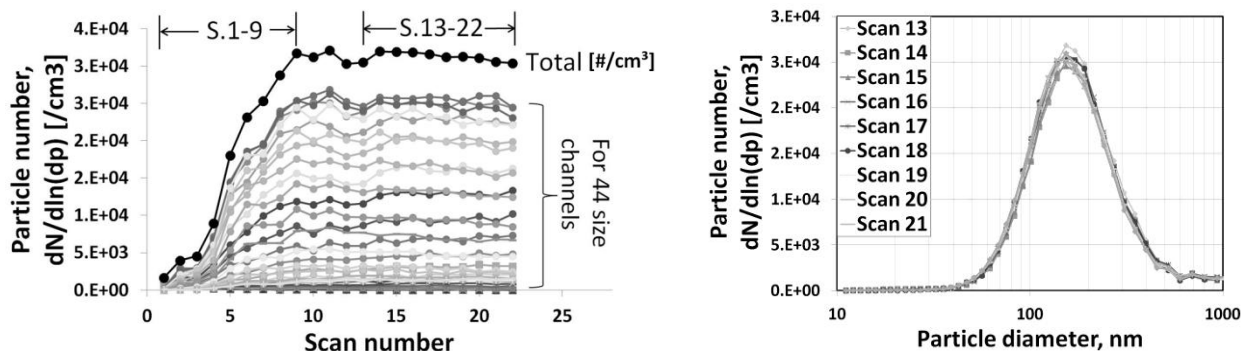 Particle number,
dN/dln(dp) [/cm3]
4.E+04
4.E+04
3.E+04
3.E+04
2.E+04
2.E+04
1.E+04
5.E+03
0.E+00
S.1-9
S.13-22
Total [#/cm³]
For 44 size
channels
0
5
10
15
20
25
Scan number
Particle number,
dN/dln(dp) [/cm3]
3.E+04
3.E+04
2.E+04
2.E+04
1.E+04
5.E+03
0.E+00
Scan 13
Scan 14
Scan 15
Scan 16
Scan 17
Scan 18
Scan 19
Scan 20
Scan 21
10
100
1000
Particle diameter, nm